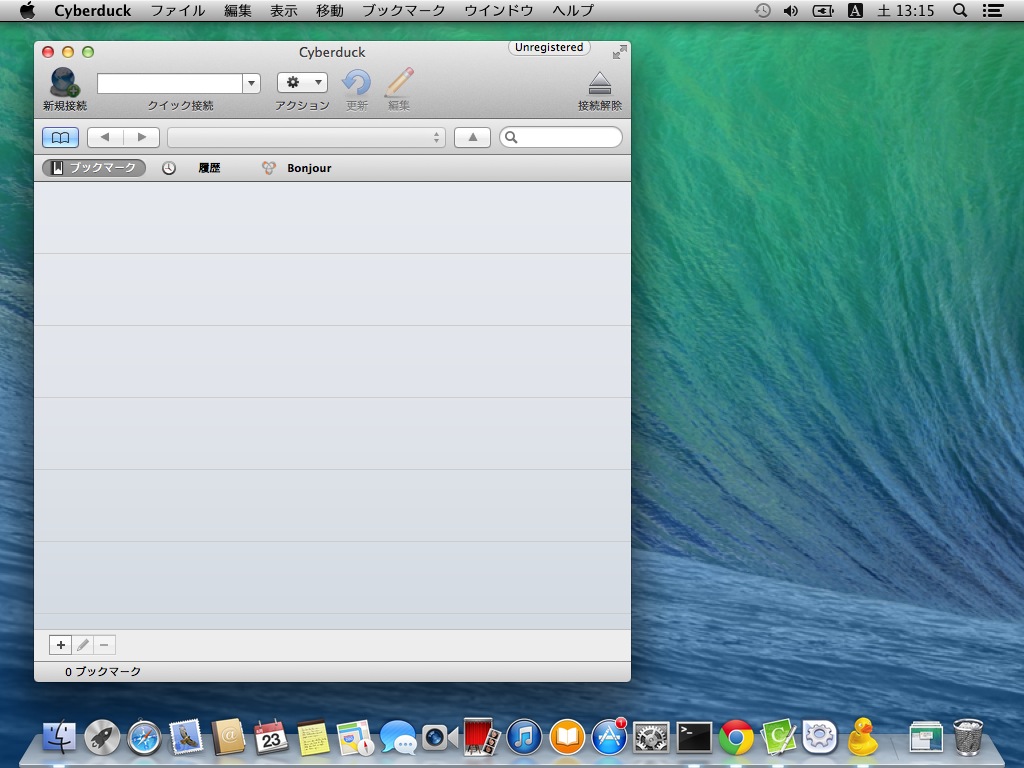 Cyberduck ファイル 編集 表示 移動 ブックマーク ウインドウ ヘルプ A 土 13:15
Cyberduck
Unregistered
新規接続 クイック接続 アクション 更新 編集 接続解除
ブックマーク 履歴 Bonjour
0 ブックマーク
23